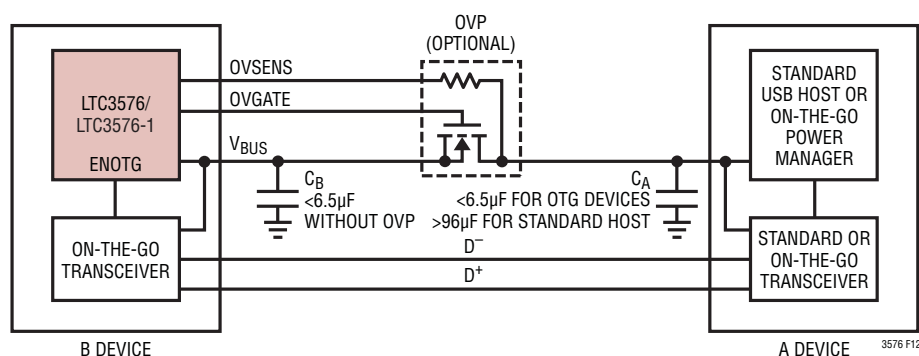 OVP
(OPTIONAL)
OVSENS
OVGATE
VBUS
LTC3576/
LTC3576-1
ENOTG
ON-THE-GO
TRANSCEIVER
CB
<6.5µF
WITHOUT OVP
CA
<6.5µF FOR OTG DEVICES
>96µF FOR STANDARD HOST
D–
D+
STANDARD
USB HOST OR
ON-THE-GO
POWER
MANAGER
STANDARD OR
ON-THE-GO
TRANSCEIVER
B DEVICE
A DEVICE
3576 F12